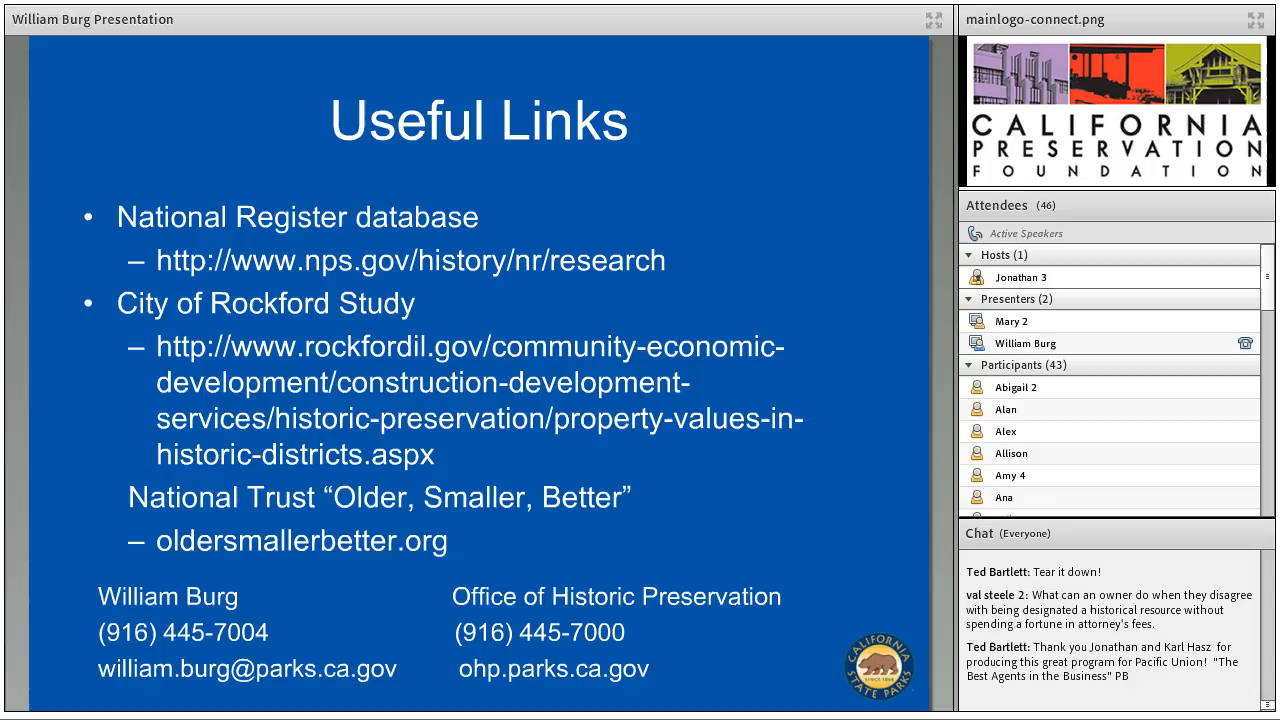 William Burg Presentation
Useful Links
• National Register database
– http://www.nps.gov/history/nr/research
• City of Rockford Study
– http://www.rockfordil.gov/community-economic-
development/construction-development-
services/historic-preservation/property-values-in-
historic-districts.aspx
National Trust “Older, Smaller, Better”
– oldersmallerbetter.org
William Burg
(916) 445-7004
william.burg@parks.ca.gov
Office of Historic Preservation
(916) 445-7000
ohp.parks.ca.gov
CALIFORNIA
STATE PARKS
SINCE 1864
mainlogo-connect.png
CALIFORNIA
PRESERVATION
FOUNDATION
Attendees (46)
Active Speakers
Hosts (1)
Jonathan 3
Presenters (2)
Mary 2
William Burg
Participants (43)
Abigail 2
Alan
Alex
Allison
Amy 4
Ana
Chat (Everyone)
Ted Bartlett: Tear it down!
val steele 2: What can an owner do when they disagree
with being designated a historical resource without
spending a fortune in attorney's fees.
Ted Bartlett: Thank you Jonathan and Karl Hasz for
producing this great program for Pacific Union! "The
Best Agents in the Business" PB